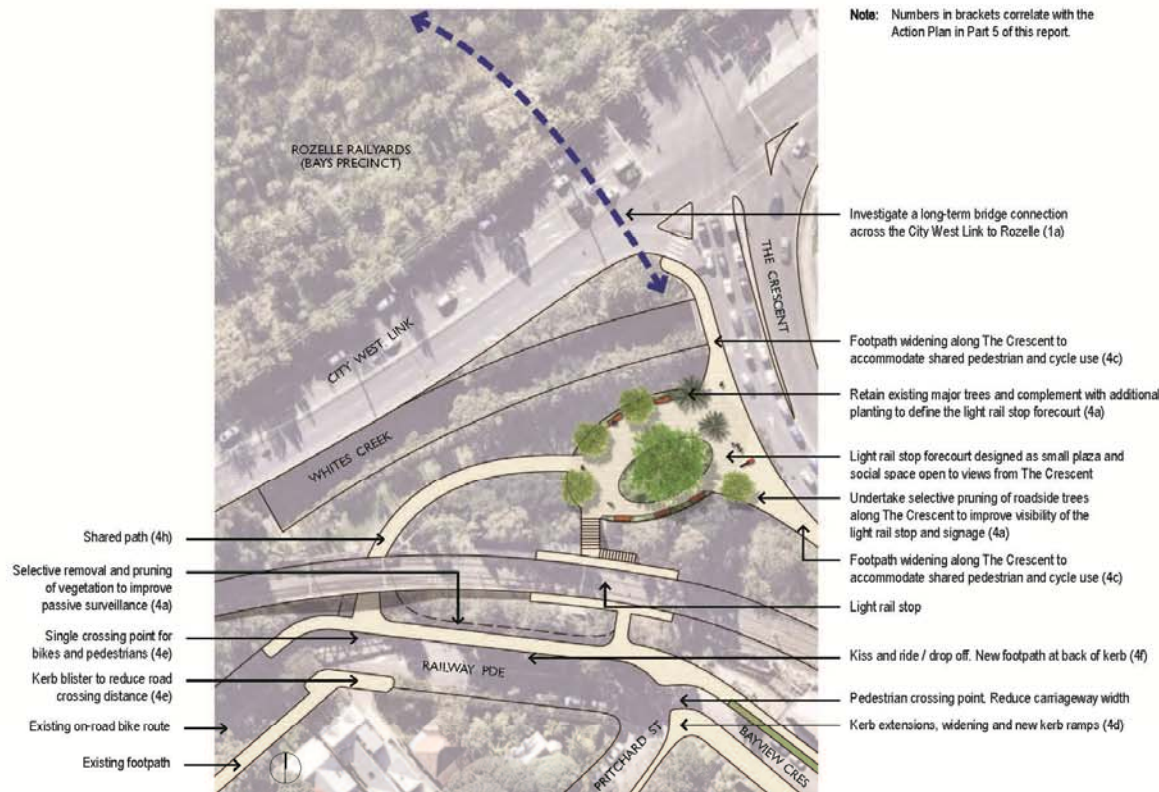 Note: Numbers in brackets correlate with the
Action Plan in Part 5 of this report.
ROZELLE RAILYARDS
(BAYS PRECINCT)
Investigate a long-term bridge connection
across the City West Link to Rozelle (1a)
THE CRESCENT
CITY WEST LINK
Footpath widening along The Crescent to
accommodate shared pedestrian and cycle use (4c)
Retain existing major trees and complement with additional
planting to define the light rail stop forecourt (4a)
WHITES CREEK
Light rail stop forecourt designed as small plaza and
social space open to views from The Crescent
Undertake selective pruning of roadside trees
along The Crescent to improve visibility of the
light rail stop and signage (4a)
Shared path (4h)
Footpath widening along The Crescent to
accommodate shared pedestrian and cycle use (4c)
Selective removal and pruning
of vegetation to improve
passive surveillance (4a)
Light rail stop
Single crossing point for
bikes and pedestrians (4e)
RAILWAY PDE
Kiss and ride / drop off. New footpath at back of kerb (4f)
Kerb blister to reduce road
crossing distance (4e)
Pedestrian crossing point. Reduce carriageway width
Existing on-road bike route
Kerb extensions, widening and new kerb ramps (4d)
PRITCHARD ST
BAYVIEW CRES
Existing footpath